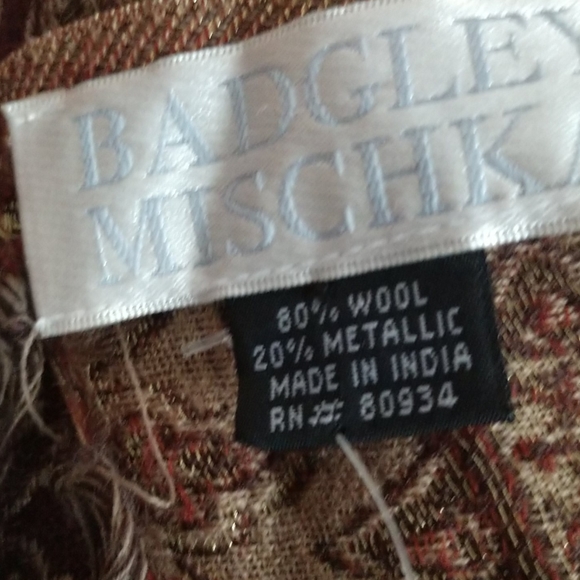 BADGLEY
MISCHKA
80% WOOL
20% METALLIC
MADE IN INDIA
RN # 80934